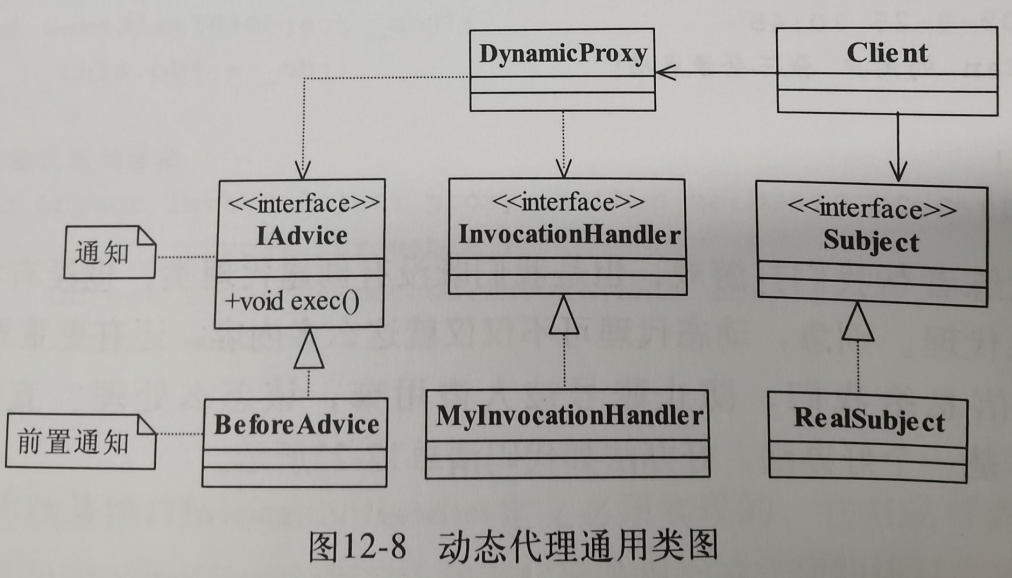 DynamicProxy
Client
<<interface>>
IAdvice
+void exec()
<<interface>>
InvocationHandler
<<interface>>
Subject
通知
BeforeAdvice
MyInvocationHandler
RealSubject
前置通知
图12-8 动态代理通用类图